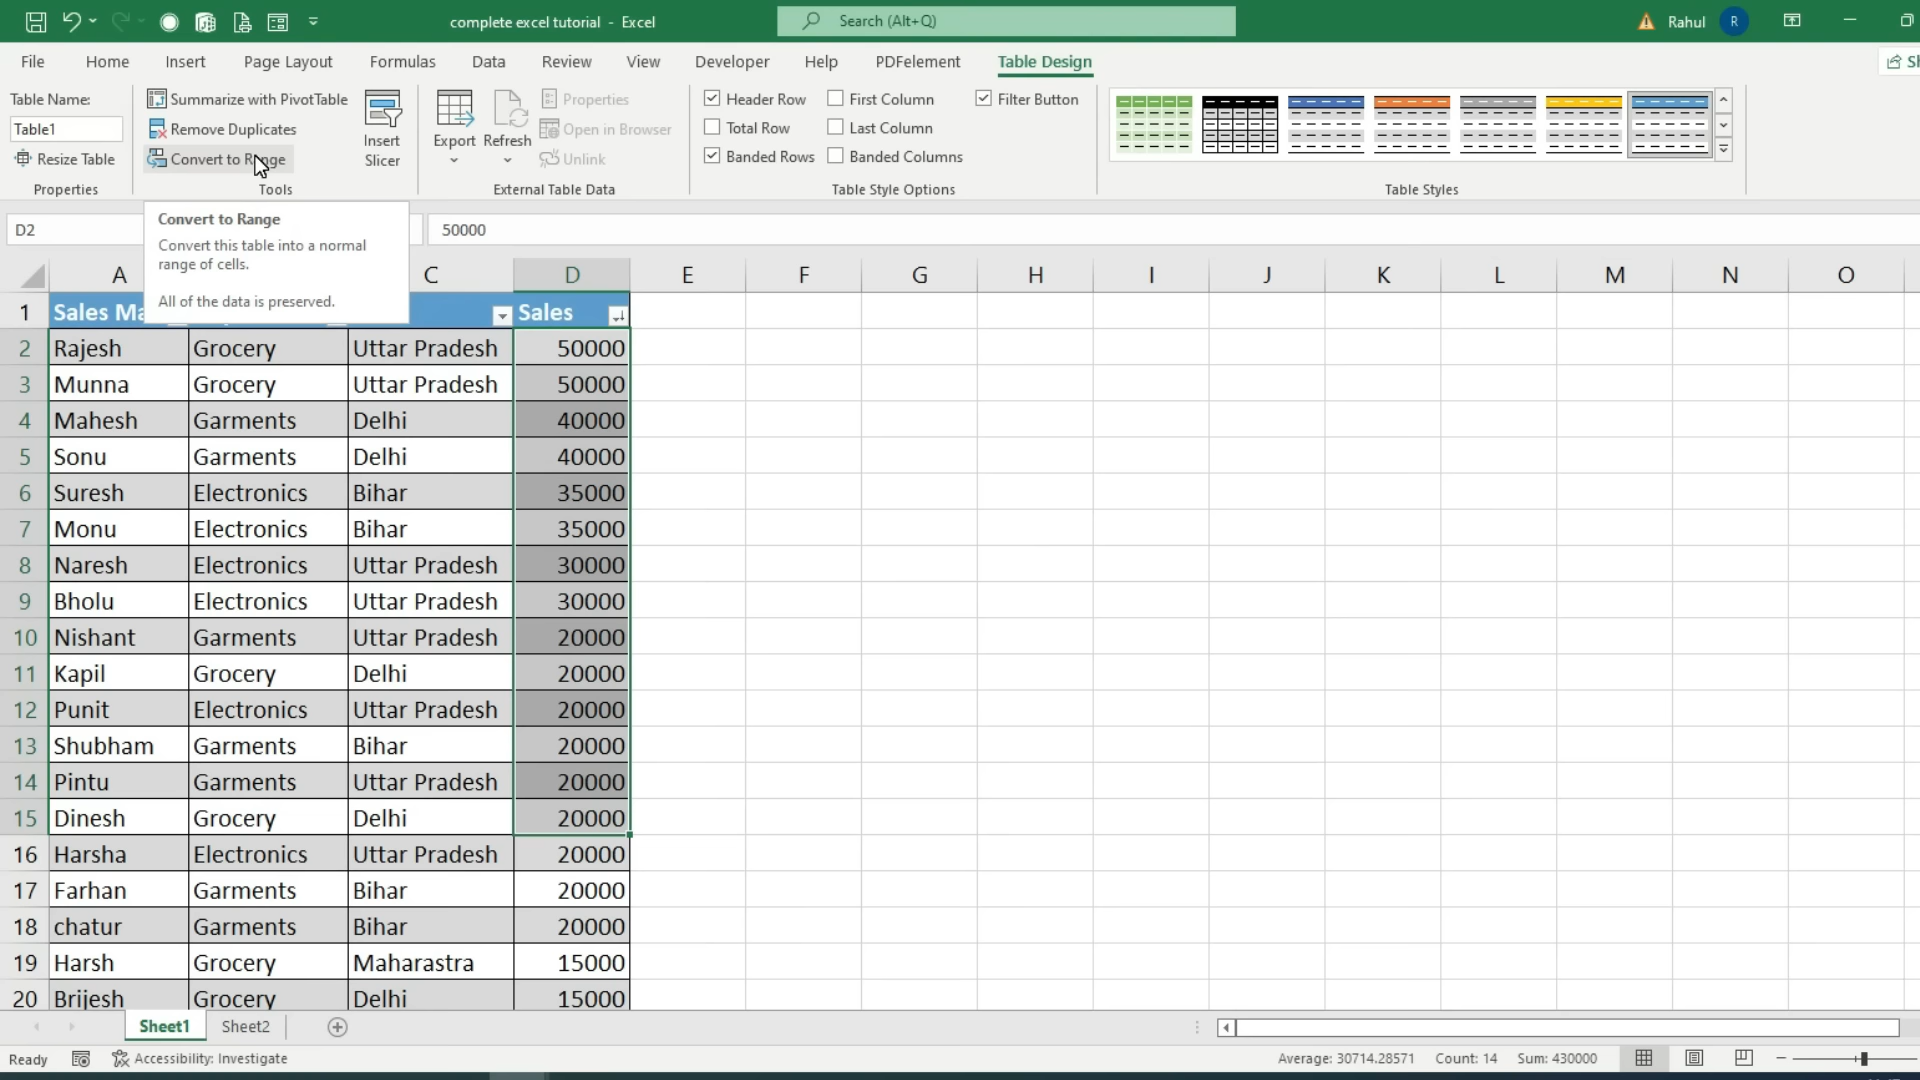 complete excel tutorial - Excel
Search (Alt+Q)
Rahul R
File Home Insert Page Layout Formulas Data Review View Developer Help PDFelement Table Design
Table Name:
Table1
Resize Table
Properties
Summarize with PivotTable
Remove Duplicates
Convert to Range
Tools
Insert
Slicer
Export Refresh
Properties
Open in Browser
Unlink
External Table Data
Header Row First Column Filter Button
Total Row Last Column
Banded Rows Banded Columns
Table Style Options
Table Styles
D2 50000
Convert to Range
Convert this table into a normal
range of cells.
All of the data is preserved.
A C D E F G H I J K L M N O
1 Sales Ma Sales
2 Rajesh Grocery Uttar Pradesh 50000
3 Munna Grocery Uttar Pradesh 50000
4 Mahesh Garments Delhi 40000
5 Sonu Garments Delhi 40000
6 Suresh Electronics Bihar 35000
7 Monu Electronics Bihar 35000
8 Naresh Electronics Uttar Pradesh 30000
9 Bholu Electronics Uttar Pradesh 30000
10 Nishant Garments Uttar Pradesh 20000
11 Kapil Grocery Delhi 20000
12 Punit Electronics Uttar Pradesh 20000
13 Shubham Garments Bihar 20000
14 Pintu Garments Uttar Pradesh 20000
15 Dinesh Grocery Delhi 20000
16 Harsha Electronics Uttar Pradesh 20000
17 Farhan Garments Bihar 20000
18 chatur Garments Bihar 20000
19 Harsh Grocery Maharastra 15000
20 Brijesh Grocery Delhi 15000
Sheet1 Sheet2
Ready Accessibility: Investigate Average: 30714.28571 Count: 14 Sum: 430000